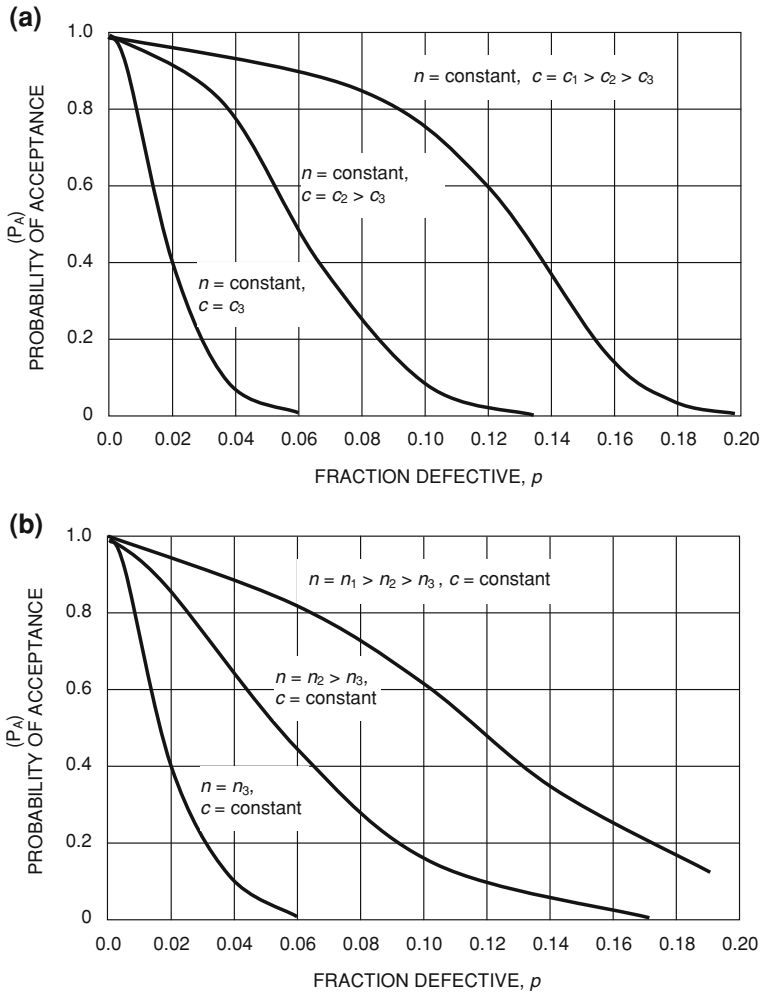 (a)
1.0
0.8
0.6
0.4
0.2
0
(PA)
PROBABILITY OF ACCEPTANCE
n = constant, c = c1 > c2 > c3
n = constant,
c = c2 > c3
n = constant,
c = c3
0.0 0.02 0.04 0.06 0.08 0.10 0.12 0.14 0.16 0.18 0.20
FRACTION DEFECTIVE, p
(b)
1.0
0.8
0.6
0.4
0.2
0
(PA)
PROBABILITY OF ACCEPTANCE
n = n1 > n2 > n3 , c = constant
n = n2 > n3,
c = constant
n = n3,
c = constant
0.0 0.02 0.04 0.06 0.08 0.10 0.12 0.14 0.16 0.18 0.20
FRACTION DEFECTIVE, p